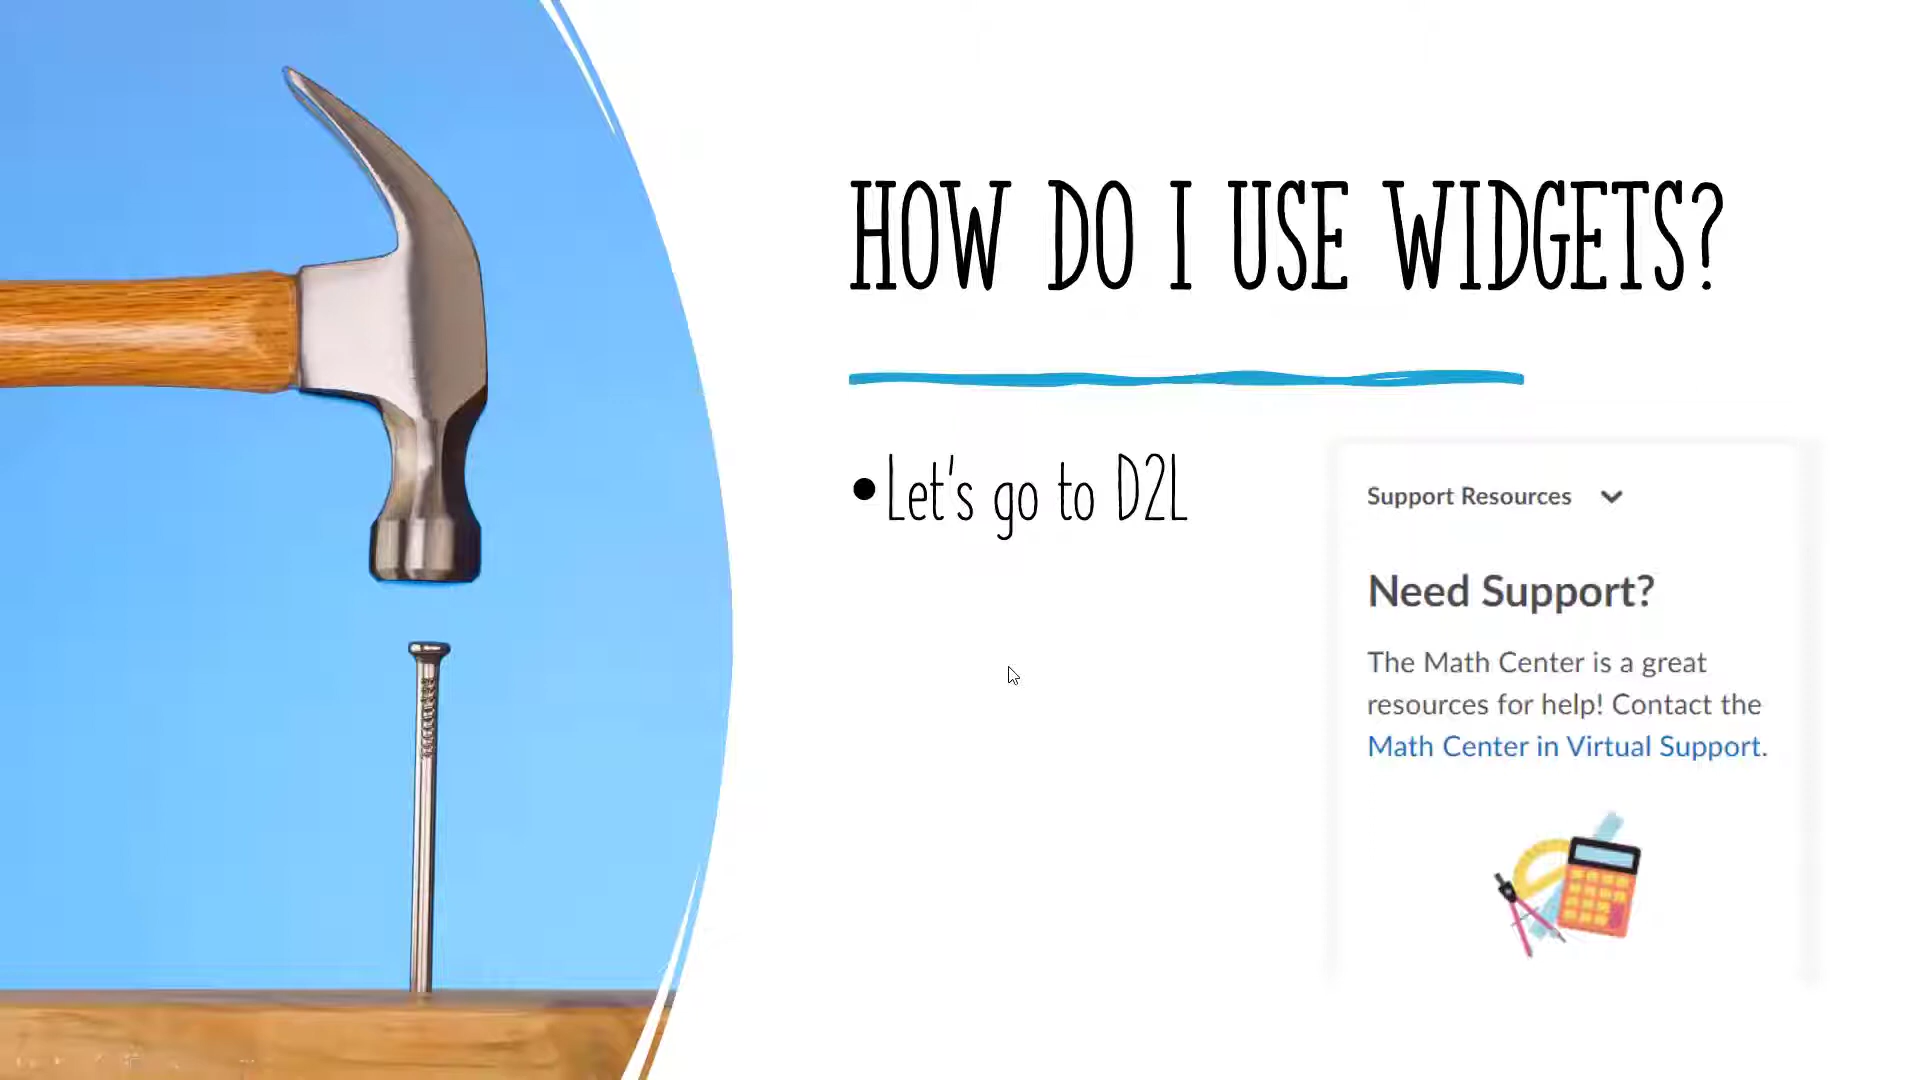 HOW DO I USE WIDGETS?
•Let's go to D2L
Support Resources
Need Support?
The Math Center is a great
resources for help! Contact the
Math Center in Virtual Support.